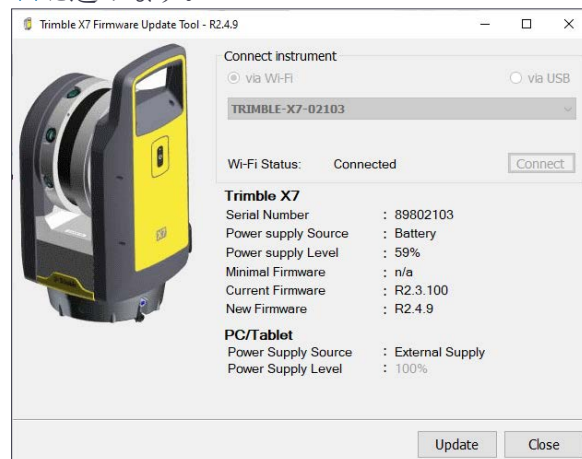 Trimble X7 Firmware Update Tool - R2.4.9
Connect instrument
via Wi-Fi
via USB
TRIMBLE-X7-02103
Wi-Fi Status: Connected
Connect
Trimble X7
Serial Number : 89802103
Power supply Source : Battery
Power supply Level : 59%
Minimal Firmware : n/a
Current Firmware : R2.3.100
New Firmware : R2.4.9
PC/Tablet
Power Supply Source : External Supply
Power Supply Level : 100%
X7
Update
Close